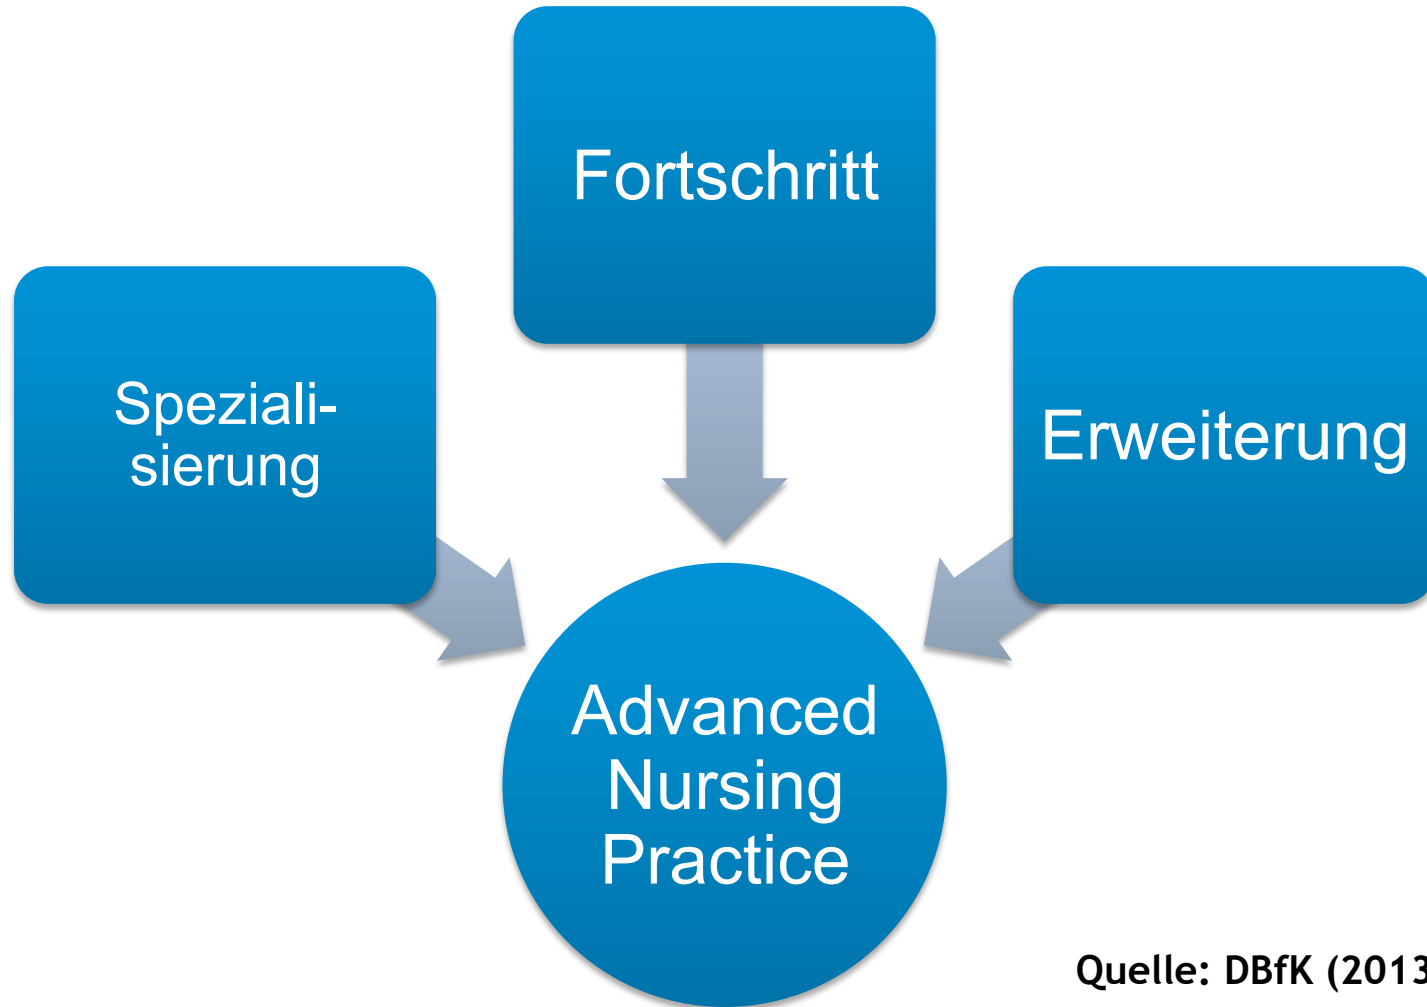 Fortschritt
Speziali-
sierung
Erweiterung
Advanced
Nursing
Practice
Quelle: DBfK (2013